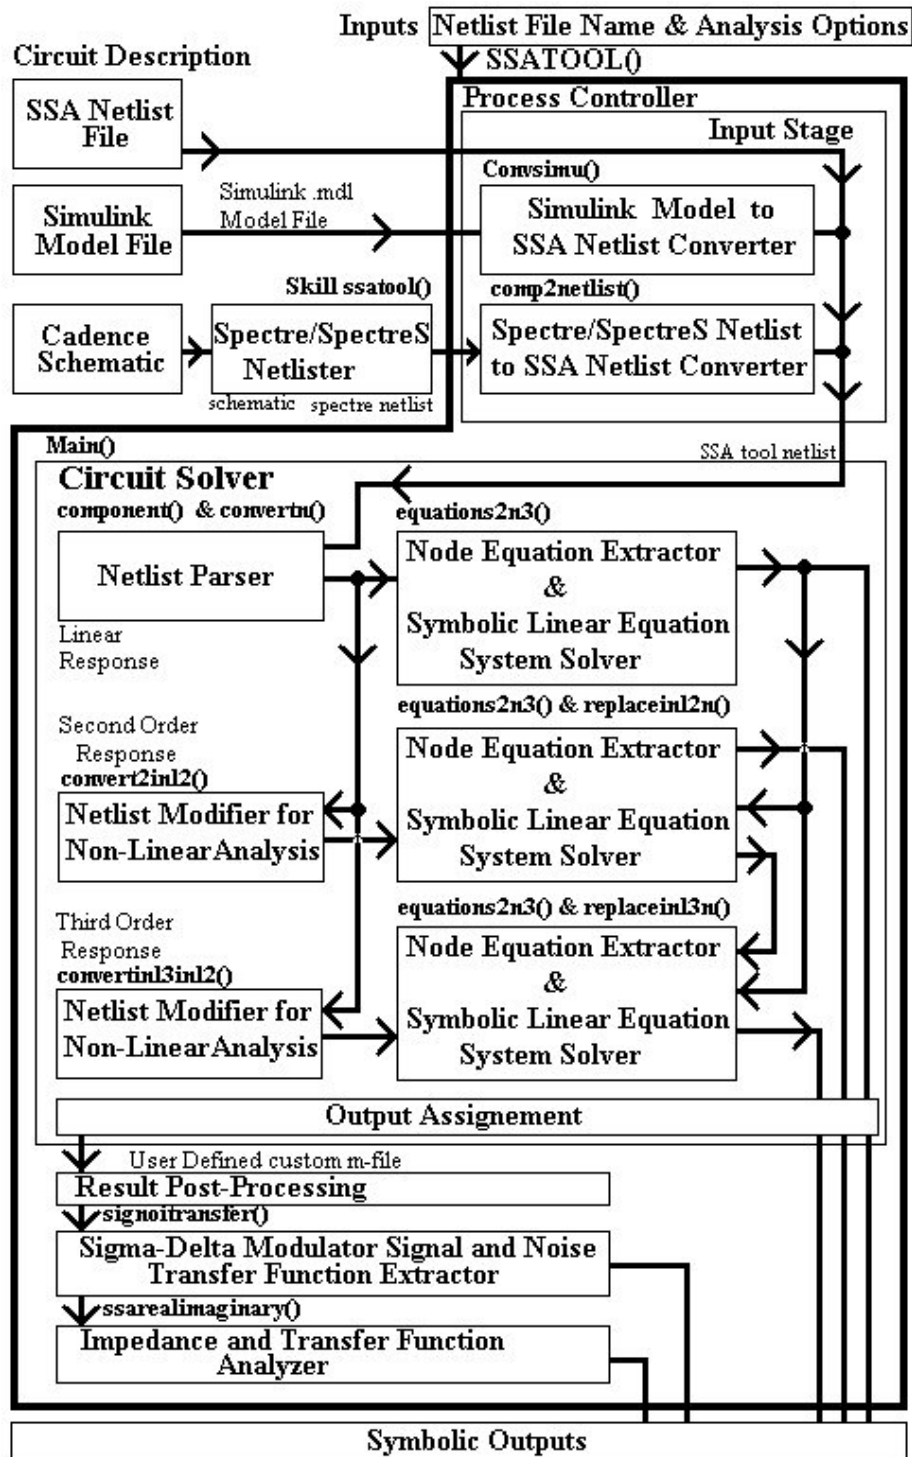 Inputs Netlist File Name & Analysis Options
Circuit Description
SSATOOL()
SSA Netlist
File
Process Controller
Input Stage
Convsimu()
Simulink .mdl
Model File
Simulink
Model File
Simulink Model to
SSA Netlist Converter
Skill ssatool()
comp2netlist()
Cadence
Schematic
Spectre/SpectreS
Netlister
Spectre/SpectreS Netlist
to SSA Netlist Converter
schematic spectre netlist
Main()
SSA tool netlist
Circuit Solver
component() & convertn()
equations2n3()
Netlist Parser
Node Equation Extractor
&
Symbolic Linear Equation
System Solver
Linear
Response
equations2n3() & replaceinl2n()
Second Order
Response
convert2inl2()
Netlist Modifier for
Non-Linear Analysis
Node Equation Extractor
&
Symbolic Linear Equation
System Solver
equations2n3() & replaceinl3n()
Third Order
Response
convertinl3inl2()
Netlist Modifier for
Non-Linear Analysis
Node Equation Extractor
&
Symbolic Linear Equation
System Solver
Output Assignement
User Defined custom m-file
Result Post-Processing
signoitransfer()
Sigma-Delta Modulator Signal and Noise
Transfer Function Extractor
ssarealimaginary()
Impedance and Transfer Function
Analyzer
Symbolic Outputs